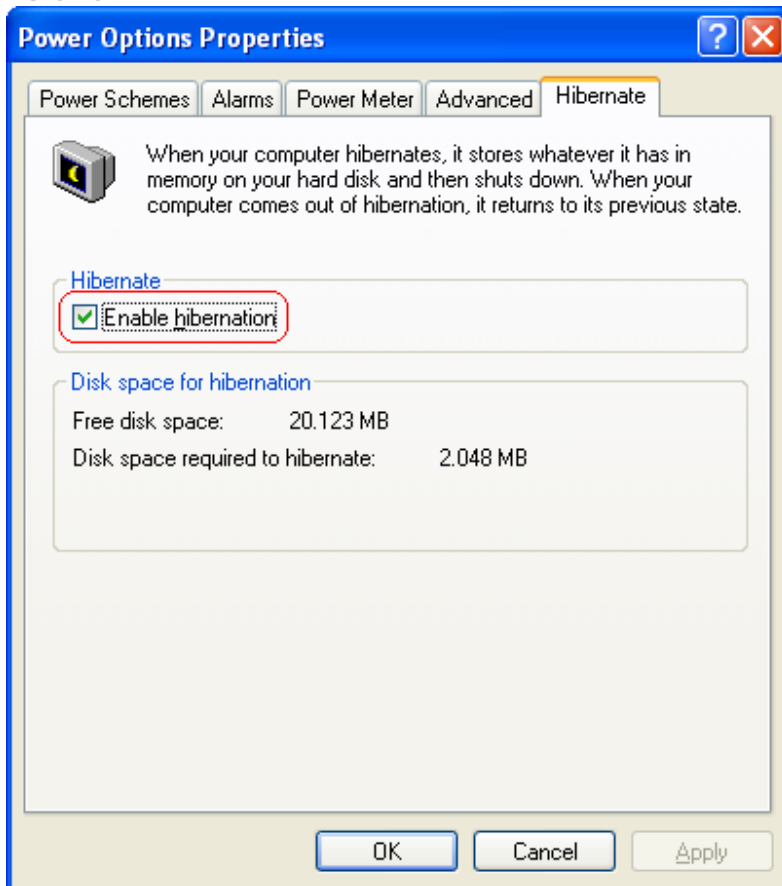 Power Options Properties
Power Schemes Alarms Power Meter Advanced Hibernate
When your computer hibernates, it stores whatever it has in
memory on your hard disk and then shuts down. When your
computer comes out of hibernation, it returns to its previous state.
Hibernate
Enable hibernation
Disk space for hibernation
Free disk space: 20.123 MB
Disk space required to hibernate: 2.048 MB
OK Cancel Apply